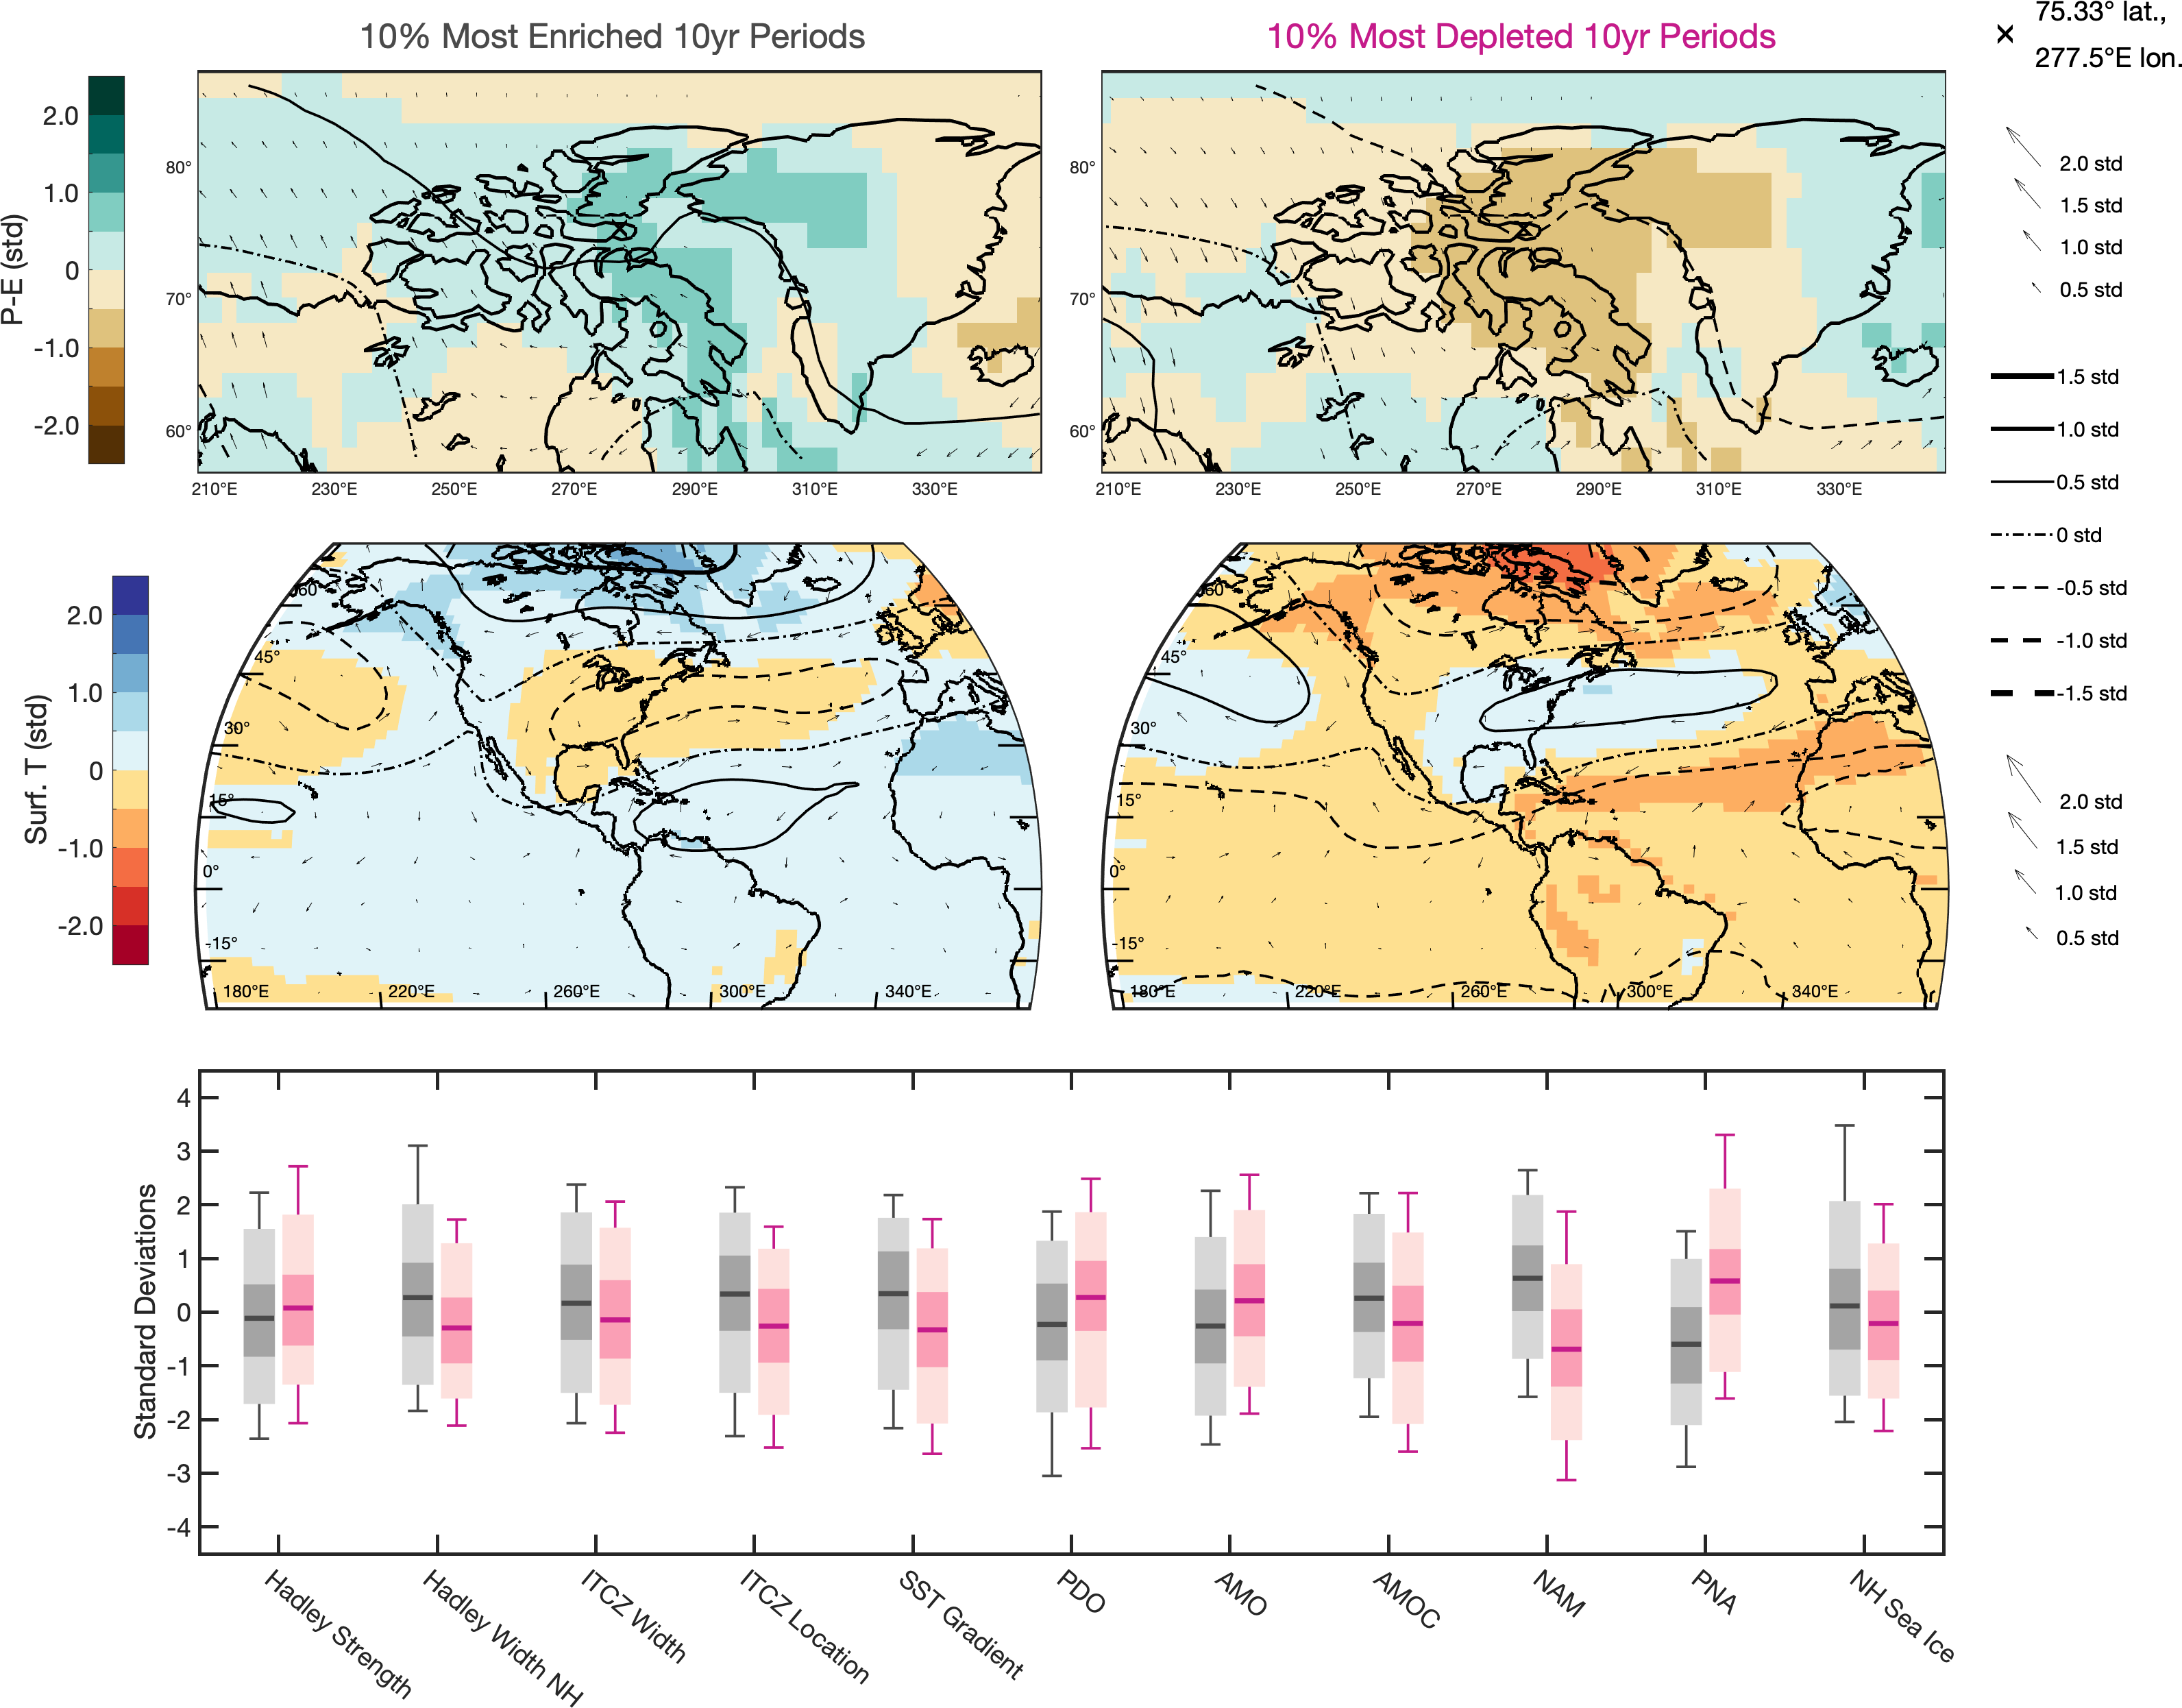 10% Most Enriched 10yr Periods
10% Most Depleted 10yr Periods
75.33° lat.,
277.5°E lon.
P-E (std)
2.0
1.0
0
-1.0
-2.0
80°
70°
60°
210°E 230°E 250°E 270°E 290°E 310°E 330°E
80°
70°
60°
210°E 230°E 250°E 270°E 290°E 310°E 330°E
2.0 std
1.5 std
1.0 std
0.5 std
1.5 std
1.0 std
0.5 std
0 std
-0.5 std
-1.0 std
-1.5 std
Surf. T (std)
2.0
1.0
0
-1.0
-2.0
60°
45°
30°
15°
0°
-15°
180°E 220°E 260°E 300°E 340°E
60°
45°
30°
15°
0°
-15°
180°E 220°E 260°E 300°E 340°E
2.0 std
1.5 std
1.0 std
0.5 std
Standard Deviations
4
3
2
1
0
-1
-2
-3
-4
Hadley Strength
Hadley Width NH
ITCZ Width
ITCZ Location
SST Gradient
PDO
AMO
AMOC
NAM
PNA
NH Sea Ice